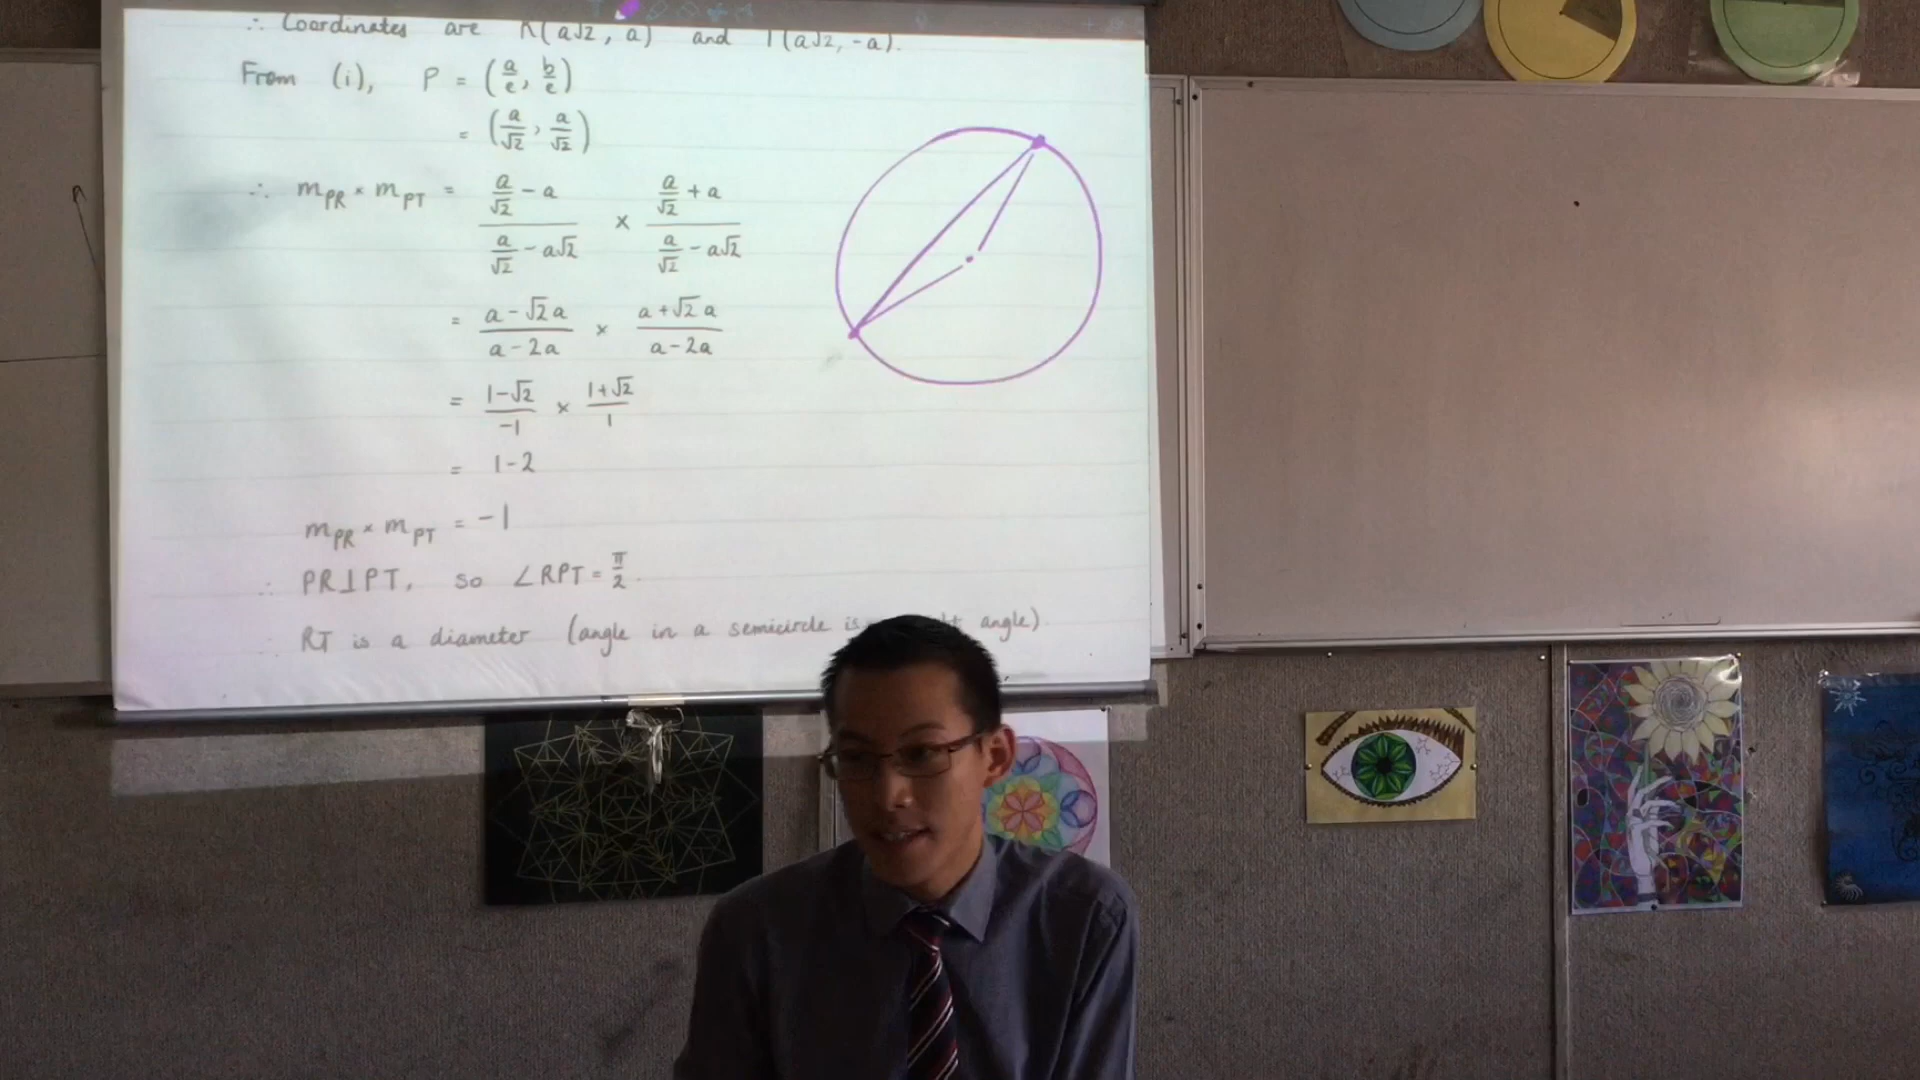 ∴ Coordinates are R(a√2, a) and T(a√2, -a).
From (i), P = (a/e, b/e)
= (a/√2, a/√2)
∴ m_PR × m_PT = (a/√2 - a)/(a/√2 - a√2) × (a/√2 + a)/(a/√2 - a√2)
= (a - √2a)/(a - 2a) × (a + √2a)/(a - 2a)
= (1-√2)/-1 × (1+√2)/1
= 1-2
m_PR × m_PT = -1
∴ PR⊥PT, so ∠RPT = π/2.
∴ RT is a diameter (angle in a semicircle is angle).